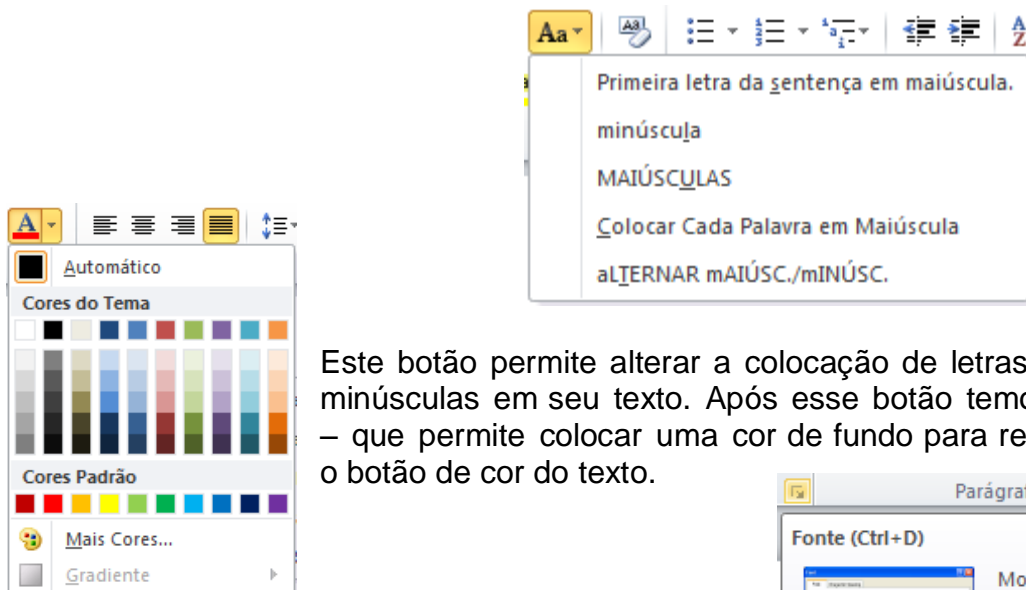 Aa
Primeira letra da sentença em maiúscula.
minúscula
MAIÚSCULAS
Colocar Cada Palavra em Maiúscula
aLTERNAR mAIÚSC./mINÚSC.
A
Automático
Cores do Tema
Cores Padrão
Mais Cores...
Gradiente
Este botão permite alterar a colocação de letras
minúsculas em seu texto. Após esse botão temo
– que permite colocar uma cor de fundo para re
o botão de cor do texto.
Parágraf
Fonte (Ctrl+D)
Mo